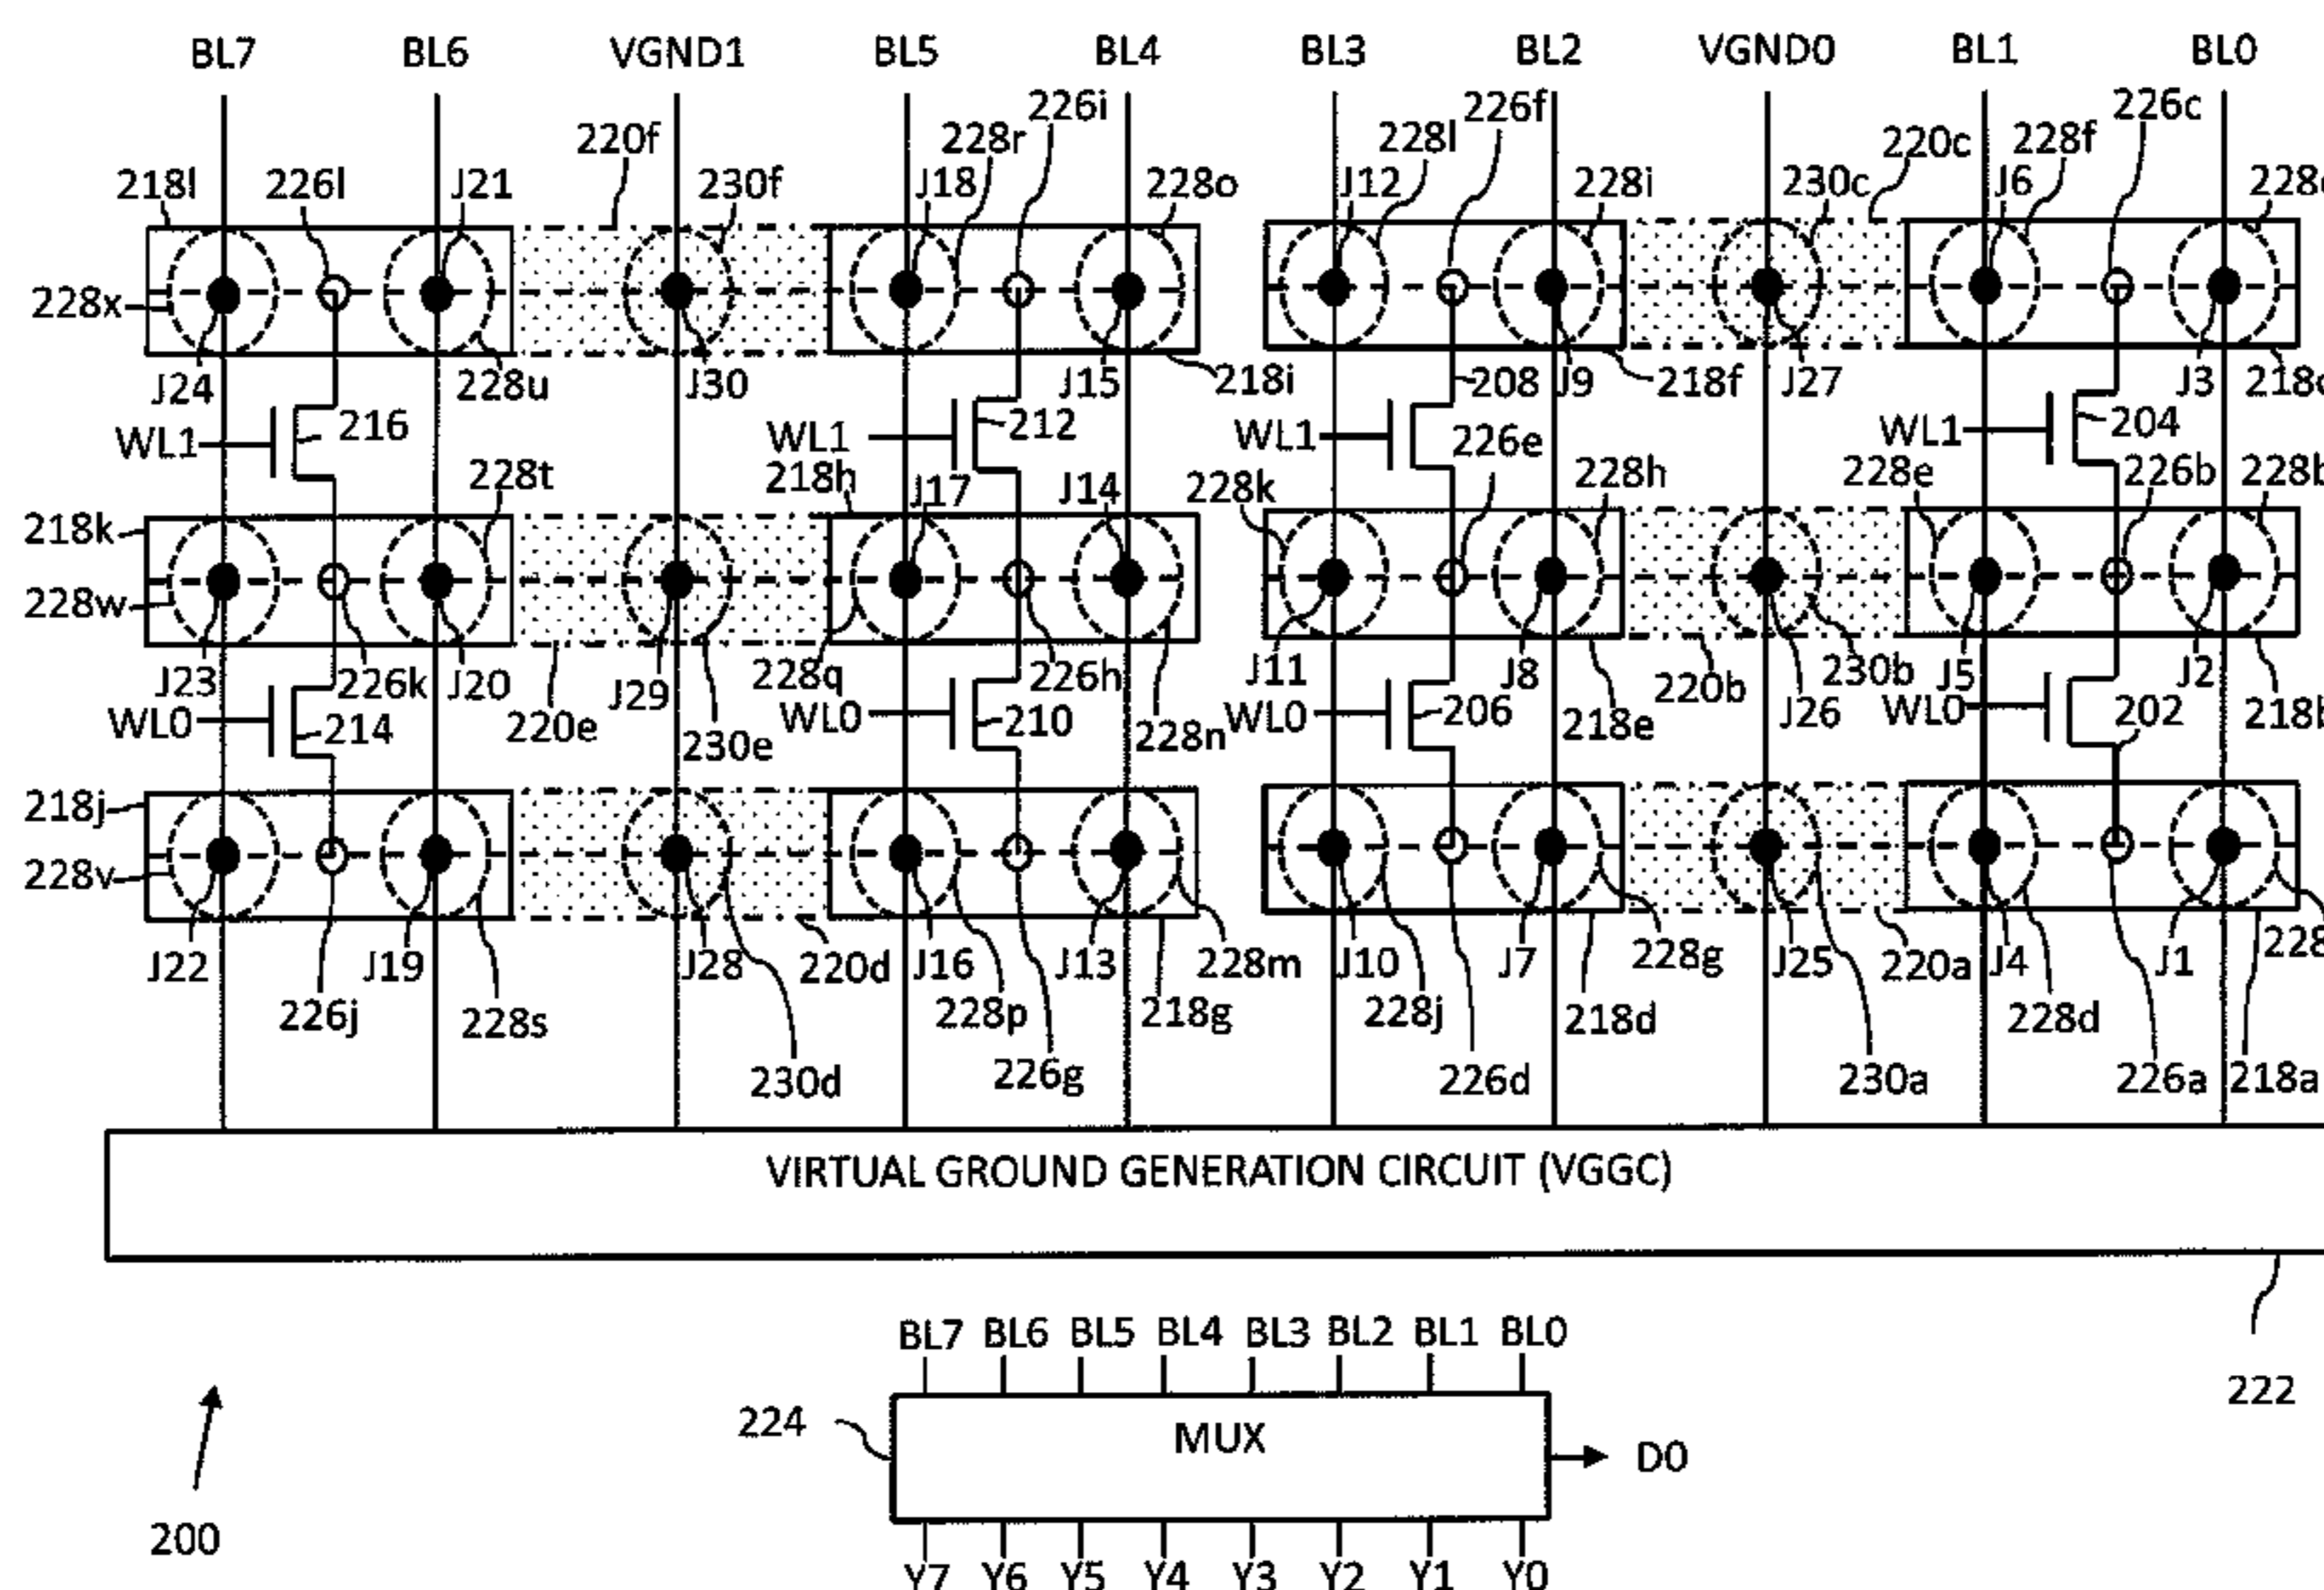 BL7 BL6 VGND1 BL5 BL4 BL3 BL2 VGND0 BL1 BL0
226i 226f 226c
220f 228r 228l 220c 228f
218l 226l J21 230f J18 228o J12 228i 230c J6
228x
J24 228u J30 J15 218i 208 J9 218f J27 J3
WL1 216 WL1 212 WL1 226e WL1 204
228t 218h J17 J14 228k 228h 228e 226b
218k
228w
J23 226k J20 J29 228q 226h J11 J8 220b 230b J5 J2
WL0 214 220e 230e WL0 210 228n WL0 206 218e J26 WL0 202
218j
228v
J22 J19 J28 220d J16 J13 228m J10 J7 228g J25 220a J4 J1
226j 228s 228p 218g 228j 218d 228d
230d 226g 226d 230a 226a 218a
VIRTUAL GROUND GENERATION CIRCUIT (VGGC)
BL7 BL6 BL5 BL4 BL3 BL2 BL1 BL0
222
224 MUX D0
200
Y7 Y6 Y5 Y4 Y3 Y2 Y1 Y0